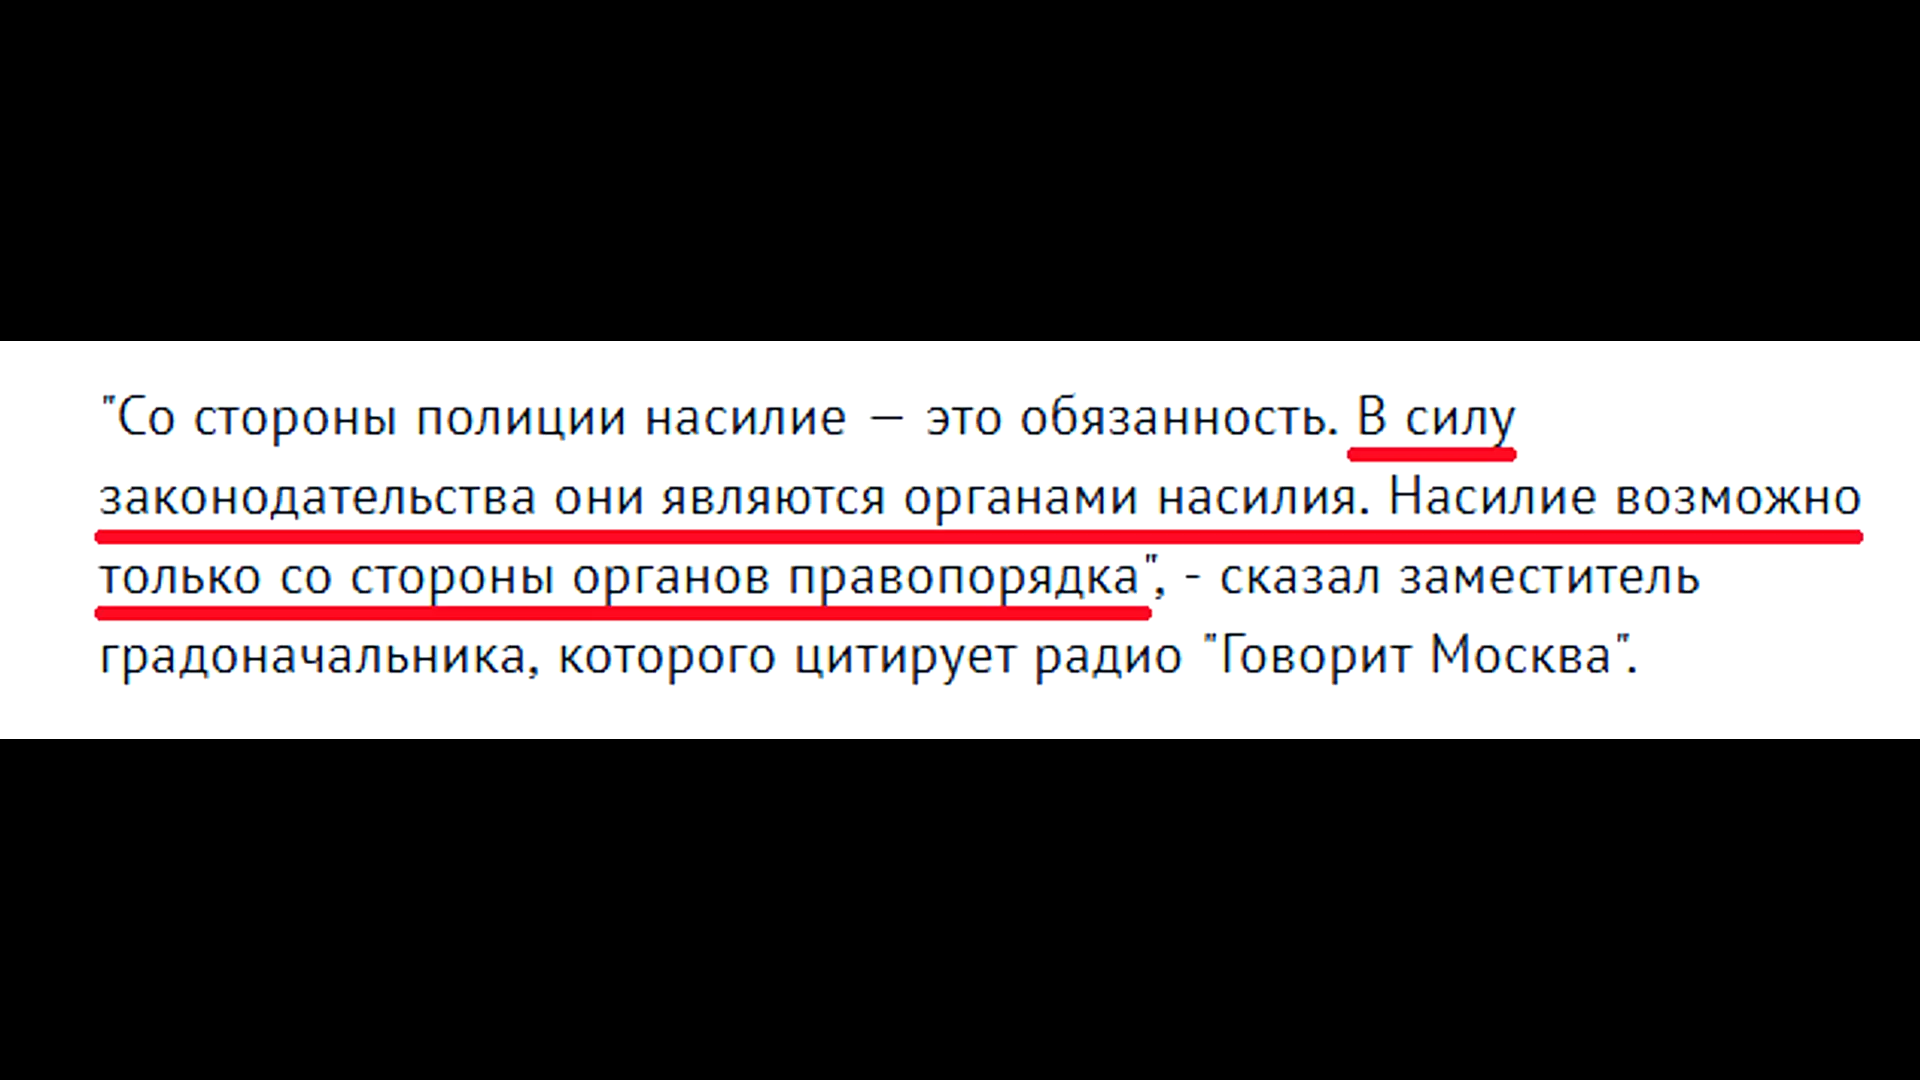 "Со стороны полиции насилие — это обязанность. В силу
законодательства они являются органами насилия. Насилие возможно
только со стороны органов правопорядка", - сказал заместитель
градоначальника, которого цитирует радио "Говорит Москва".